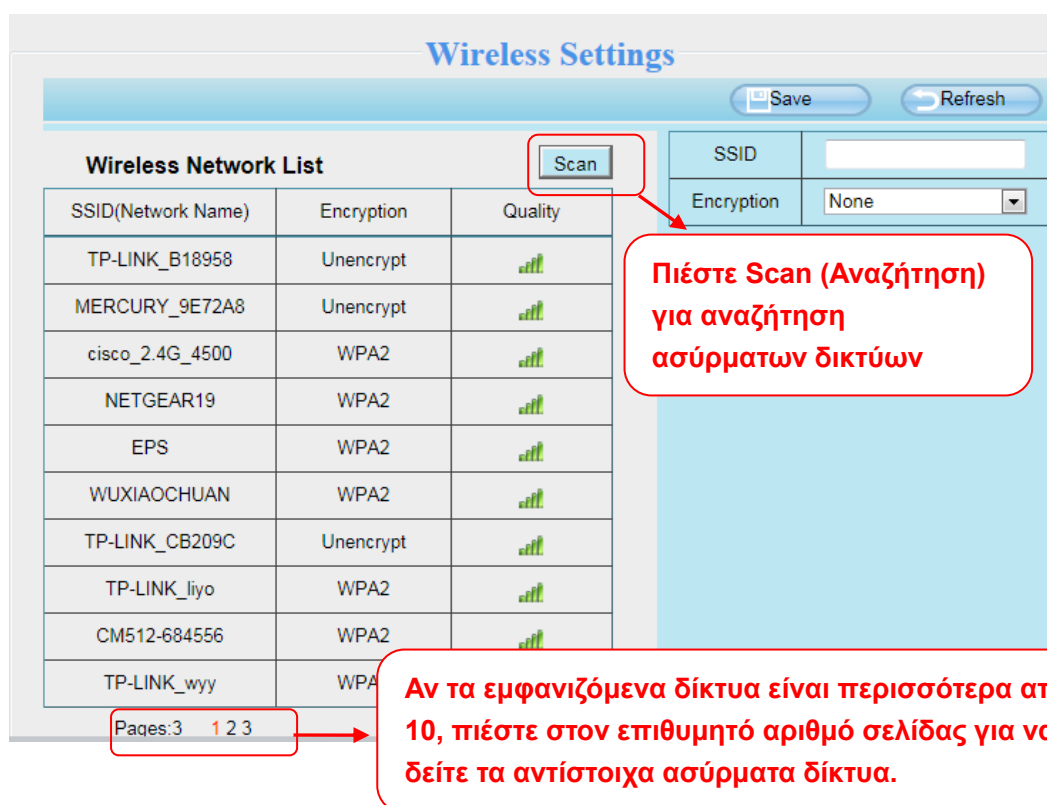 Wireless Settings
Save Refresh
Wireless Network List Scan
SSID
Encryption None
SSID(Network Name) Encryption Quality
TP-LINK_B18958 Unencrypt
MERCURY_9E72A8 Unencrypt
cisco_2.4G_4500 WPA2
NETGEAR19 WPA2
EPS WPA2
WUXIAOCHUAN WPA2
TP-LINK_CB209C Unencrypt
TP-LINK_liyo WPA2
CM512-684556 WPA2
TP-LINK_wyy WPA
Pages:3 1 2 3
Πιέστε Scan (Αναζήτηση)
για αναζήτηση
ασύρματων δικτύων
Αν τα εμφανιζόμενα δίκτυα είναι περισσότερα απ
10, πιέστε στον επιθυμητό αριθμό σελίδας για να
δείτε τα αντίστοιχα ασύρματα δίκτυα.